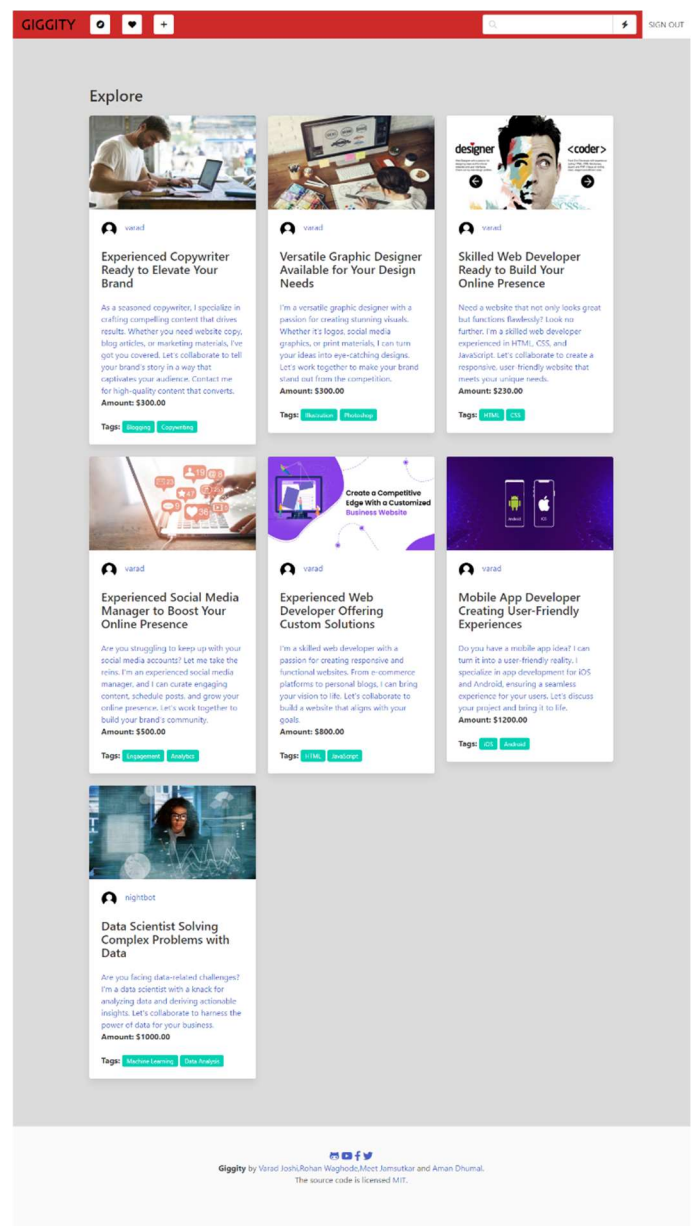 GIGGITY
SIGN OUT
Explore
varad
Experienced Copywriter
Ready to Elevate Your
Brand
As a seasoned copywriter, I specialize in
crafting compelling content that drives
results. Whether you need website copy,
blog articles, or marketing materials, I've
got you covered. Let's collaborate to tell
your brand's story in a way that
captivates your audience. Contact me
for high-quality content that converts.
Amount: $300.00
Tags: Blogging Copywriting
varad
Versatile Graphic Designer
Available for Your Design
Needs
I'm a versatile graphic designer with a
passion for creating stunning visuals.
Whether it's logos, social media
graphics, or print materials, I can turn
your ideas into eye-catching designs.
Let's work together to make your brand
stand out from the competition.
Amount: $300.00
Tags: Illustration Photoshop
designer
<coder>
varad
Skilled Web Developer
Ready to Build Your
Online Presence
Need a website that not only looks great
but functions flawlessly? Look no
further. I'm a skilled web developer
experienced in HTML, CSS, and
JavaScript. Let's collaborate to create a
responsive, user-friendly website that
meets your unique needs.
Amount: $230.00
Tags: HTML CSS
varad
Experienced Social Media
Manager to Boost Your
Online Presence
Are you struggling to keep up with your
social media accounts? Let me take the
reins. I'm an experienced social media
manager, and I can curate engaging
content, schedule posts, and grow your
online presence. Let's work together to
build your brand's community.
Amount: $500.00
Tags: Engagement Analytics
Create a Competitive
Edge With a Customized
Business Website
varad
Experienced Web
Developer Offering
Custom Solutions
I'm a skilled web developer with a
passion for creating responsive and
functional websites. From e-commerce
platforms to personal blogs, I can bring
your vision to life. Let's collaborate to
build a website that aligns with your
goals.
Amount: $800.00
Tags: HTML JavaScript
Android
iOS
varad
Mobile App Developer
Creating User-Friendly
Experiences
Do you have a mobile app idea? I can
turn it into a user-friendly reality. I
specialize in app development for iOS
and Android, ensuring a seamless
experience for your users. Let's discuss
your project and bring it to life.
Amount: $1200.00
Tags: iOS Android
nightbot
Data Scientist Solving
Complex Problems with
Data
Are you facing data-related challenges?
I'm a data scientist with a knack for
analyzing data and deriving actionable
insights. Let's collaborate to harness the
power of data for your business.
Amount: $1000.00
Tags: Machine Learning Data Analysis
Giggity by Varad Joshi,Rohan Waghode,Meet Jamsutkar and Aman Dhumal.
The source code is licensed MIT.